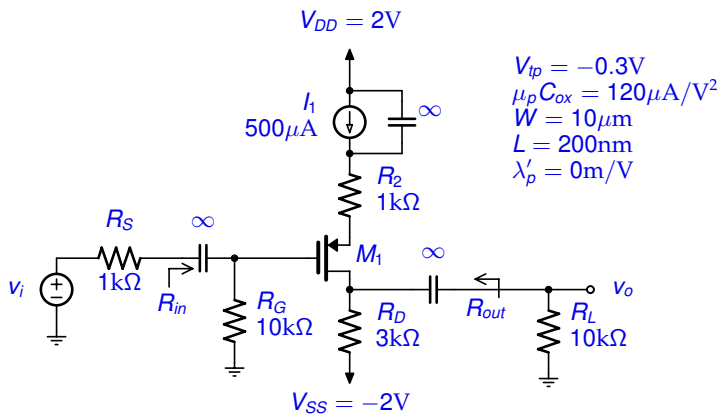 V_DD = 2V
I_1
500μA
∞
V_tp = −0.3V
μ_pC_ox = 120μA/V²
W = 10μm
L = 200nm
λ′_p = 0m/V
R_2
1kΩ
R_S
∞
M_1
∞
v_i
1kΩ
R_in
R_G
10kΩ
R_D
3kΩ
R_out
v_o
R_L
10kΩ
V_SS = −2V